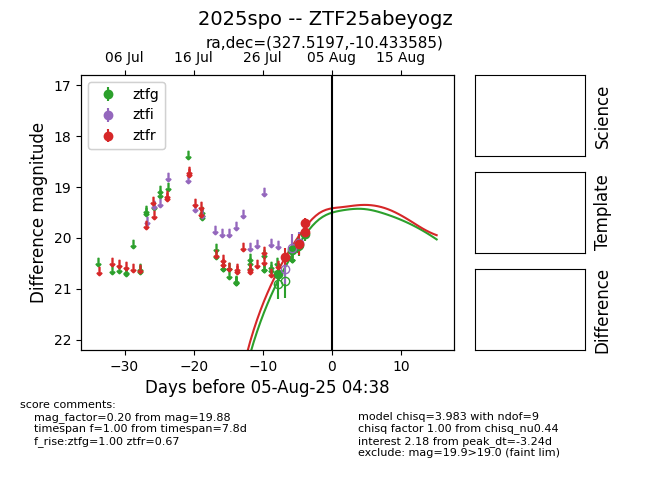 2025spo -- ZTF25abeyogz
ra,dec=(327.5197,-10.433585)
06 Jul 16 Jul 26 Jul 05 Aug 15 Aug
ztfg
ztfi
ztfr
17
18
19
20
21
22
Difference magnitude
−30 −20 −10 0 10
Days before 05-Aug-25 04:38
Science
Template
Difference
score comments:
mag_factor=0.20 from mag=19.88
timespan f=1.00 from timespan=7.8d
f_rise:ztfg=1.00 ztfr=0.67
model chisq=3.983 with ndof=9
chisq factor 1.00 from chisq_nu0.44
interest 2.18 from peak_dt=-3.24d
exclude: mag=19.9>19.0 (faint lim)